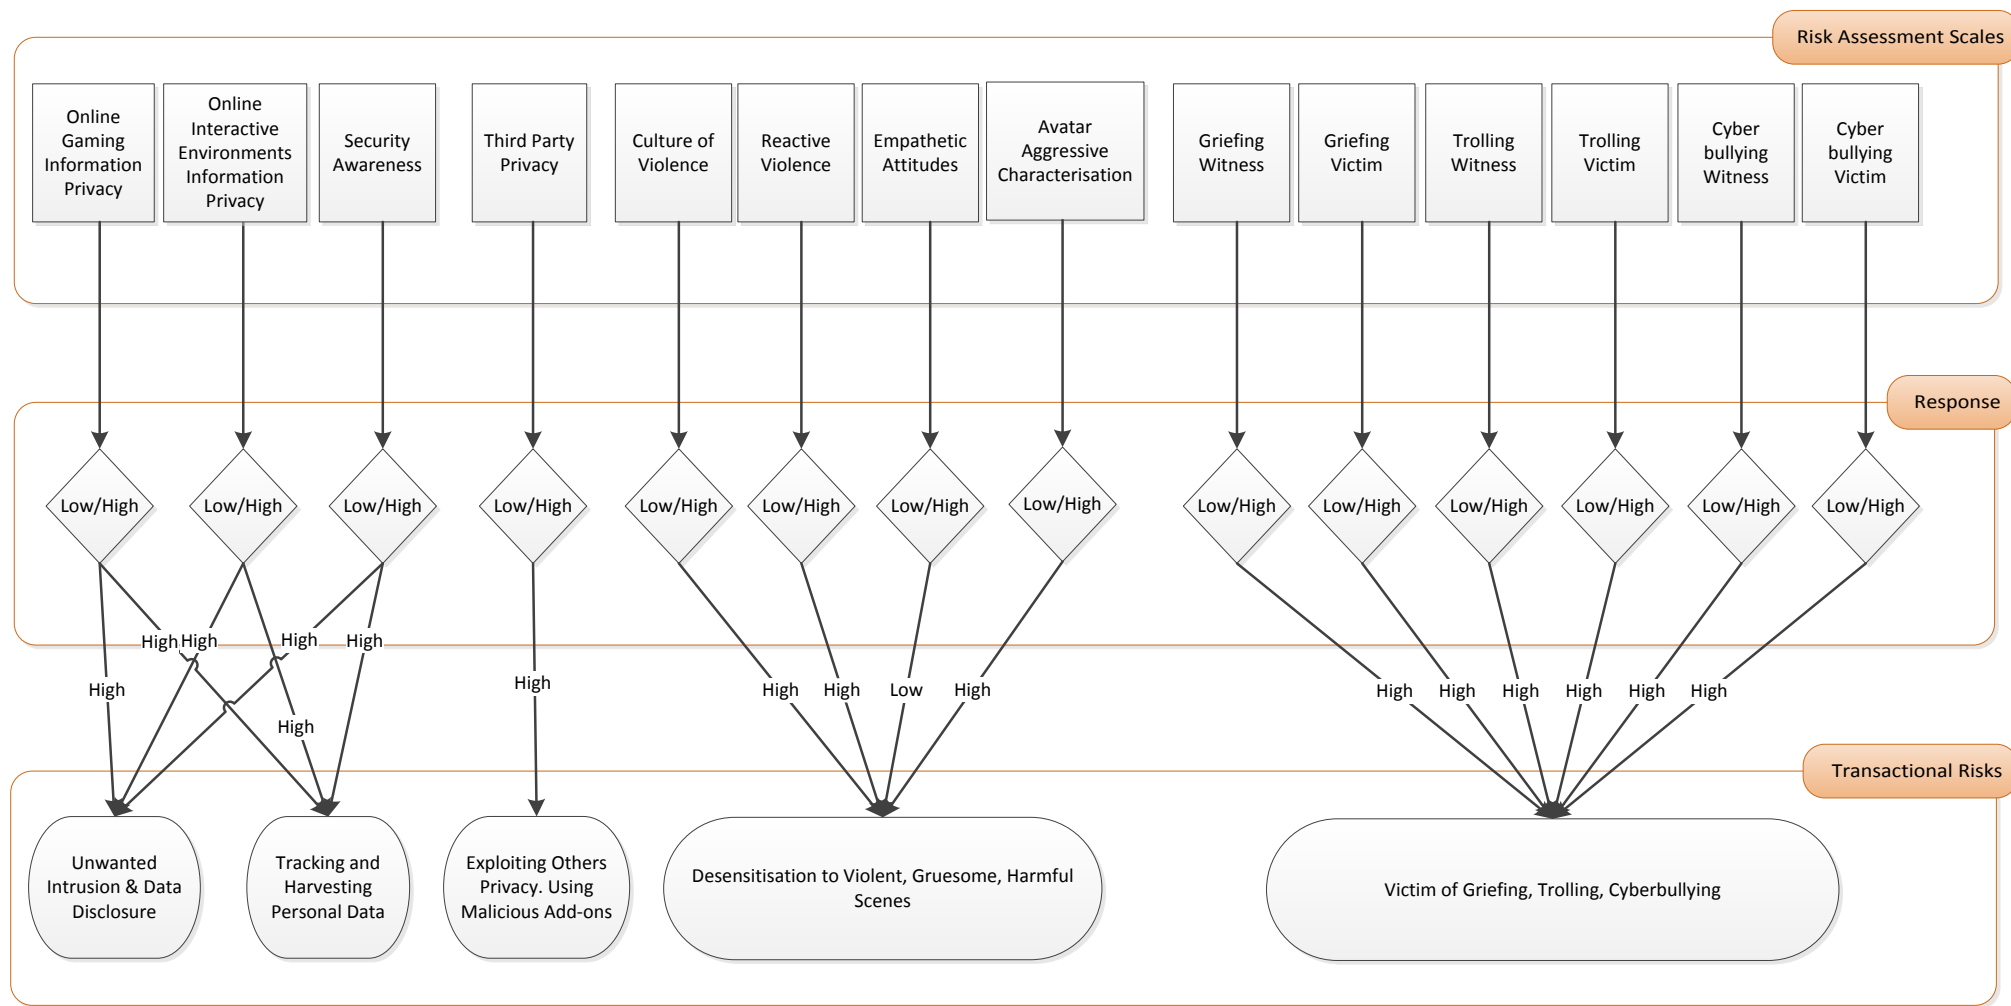 Risk Assessment Scales
Online
Gaming
Information
Privacy
Online
Interactive
Environments
Information
Privacy
Security
Awareness
Third Party
Privacy
Culture of
Violence
Reactive
Violence
Empathetic
Attitudes
Avatar
Aggressive
Characterisation
Griefing
Witness
Griefing
Victim
Trolling
Witness
Trolling
Victim
Cyber
bullying
Witness
Cyber
bullying
Victim
Response
Low/High
Low/High
Low/High
Low/High
Low/High
Low/High
Low/High
Low/High
Low/High
Low/High
Low/High
Low/High
Low/High
Low/High
High
High
High
High
High
High
High
High
High
Low
High
High
High
High
High
High
High
Transactional Risks
Unwanted
Intrusion & Data
Disclosure
Tracking and
Harvesting
Personal Data
Exploiting Others
Privacy. Using
Malicious Add-ons
Desensitisation to Violent, Gruesome, Harmful
Scenes
Victim of Griefing, Trolling, Cyberbullying